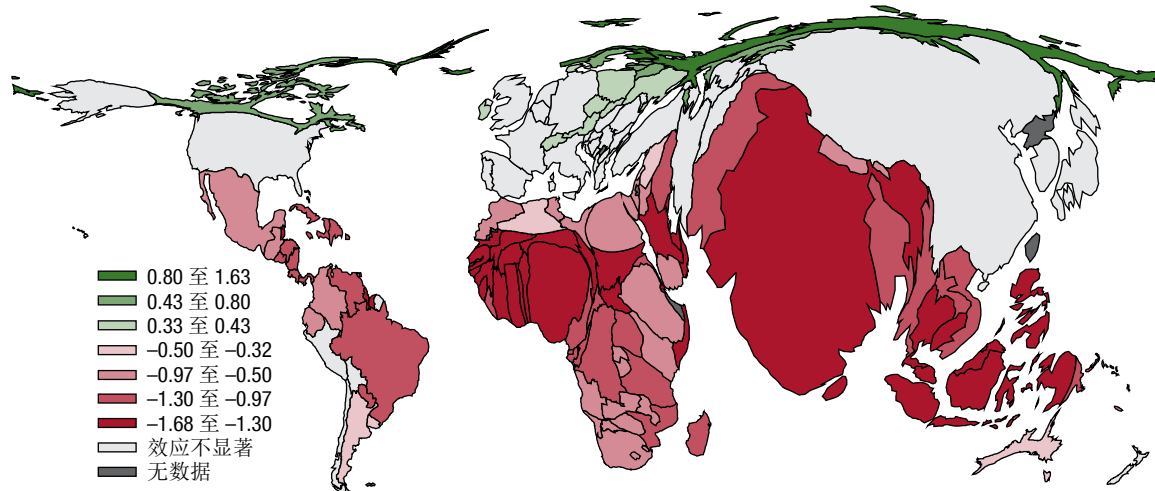 0.80 至 1.63
0.43 至 0.80
0.33 至 0.43
–0.50 至 –0.32
–0.97 至 –0.50
–1.30 至 –0.97
–1.68 至 –1.30
效应不显著
无数据